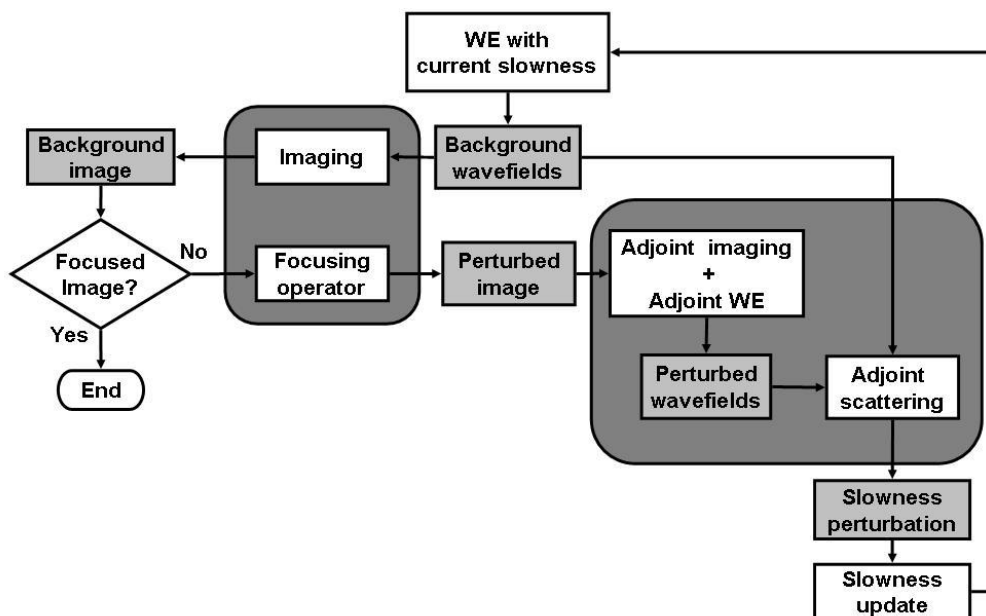 WE with
current slowness
Background
image
Imaging
Background
wavefields
No
Focused
Image?
Focusing
operator
Perturbed
image
Adjoint imaging
+
Adjoint WE
Yes
End
Perturbed
wavefields
Adjoint
scattering
Slowness
perturbation
Slowness
update